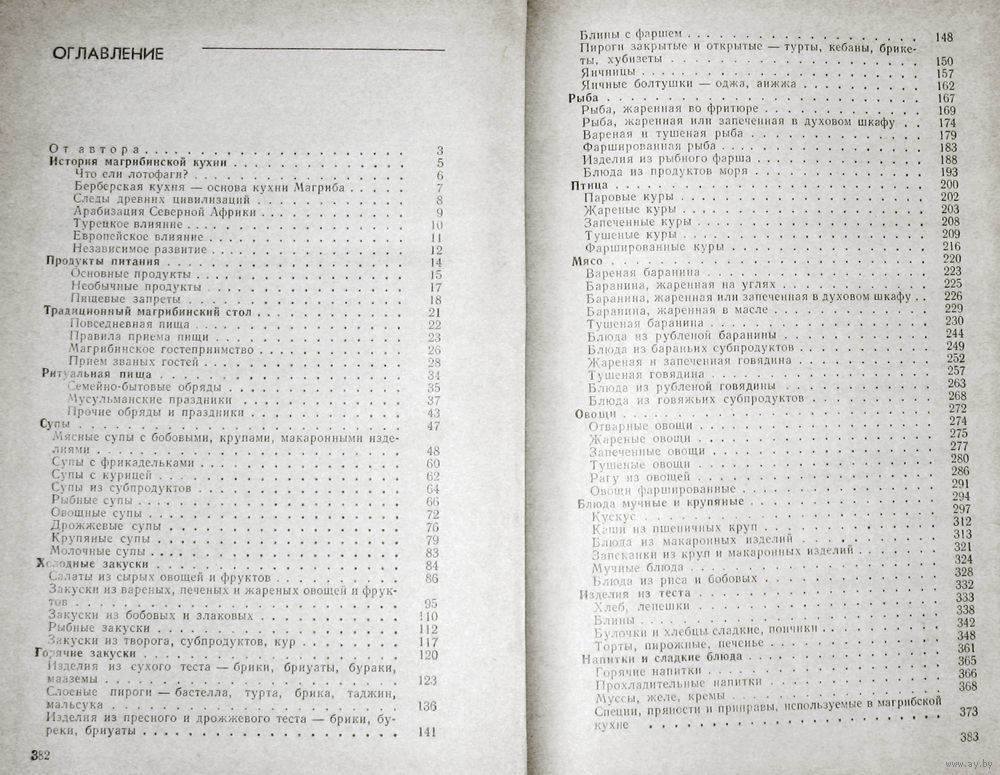 ОГЛАВЛЕНИЕ
От автора 3
История магрибинской кухни 5
Что ели лотофаги? 6
Берберская кухня — основа кухни Магриба 7
Следы древних цивилизаций 8
Арабизация Северной Африки 9
Турецкое влияние 10
Европейское влияние 11
Независимое развитие 12
Продукты питания 14
Основные продукты 15
Необычные продукты 17
Пищевые запреты 18
Традиционный магрибинский стол 21
Повседневная пища 22
Правила приема пищи 23
Магрибинское гостеприимство 26
Прием званых гостей 28
Ритуальная пища 34
Семейно-бытовые обряды 35
Мусульманские праздники 37
Прочие обряды и праздники 43
Супы 47
Мясные супы с бобовыми, крупами, макаронными изде-
лиями 48
Супы с фрикадельками 60
Супы с курицей 62
Супы из субпродуктов 64
Рыбные супы 66
Овощные супы 72
Дрожжевые супы 76
Крупяные супы 79
Молочные супы 83
Холодные закуски 84
Салаты из сырых овощей и фруктов 86
Закуски из вареных, печеных и жареных овощей и фрук-
тов 95
Закуски из бобовых и злаковых 110
Рыбные закуски 112
Закуски из творога, субпродуктов, кур 117
Горячие закуски 120
Изделия из сухого теста — брики, бриуаты, бураки,
мааземы 123
Слоеные пироги — бастелла, турта, брика, таджин,
мальсука 136
Изделия из пресного и дрожжевого теста — брики, бу-
реки, бриуаты 141
382
Блины с фаршем 148
Пироги закрытые и открытые — турты, кебаны, брике-
ты, хубизеты 150
Яичницы 157
Яичные болтушки — оджа, аижжа 162
Рыба 167
Рыба, жаренная во фритюре 169
Рыба, жаренная или запеченная в духовом шкафу 174
Вареная и тушеная рыба 179
Фаршированная рыба 183
Изделия из рыбного фарша 188
Блюда из продуктов моря 193
Птица 200
Паровые куры 202
Жареные куры 203
Запеченные куры 208
Тушеные куры 209
Фаршированные куры 216
Мясо 220
Вареная баранина 223
Баранина, жаренная на углях 225
Баранина, жаренная или запеченная в духовом шкафу 226
Баранина, жаренная в масле 229
Тушеная баранина 230
Блюда из рубленой баранины 244
Блюда из бараньих субпродуктов 249
Жареная и запеченная говядина 252
Тушеная говядина 257
Блюда из рубленой говядины 263
Блюда из говяжьих субпродуктов 268
Овощи 272
Отварные овощи 274
Жареные овощи 275
Запеченные овощи 277
Тушеные овощи 280
Рагу из овощей 286
Овощи фаршированные 291
Блюда мучные и крупяные 294
Кускус 297
Каши из пшеничных круп 312
Блюда из макаронных изделий 313
Запеканки из круп и макаронных изделий 321
Мучные блюда 324
Блюда из риса и бобовых 328
Изделия из теста 332
Хлеб, лепешки 333
Блины 338
Булочки и хлебцы сладкие, пончики 342
Торты, пирожные, печенье 348
Напитки и сладкие блюда 361
Горячие напитки 365
Прохладительные напитки 366
Муссы, желе, кремы 368
Специи, пряности и приправы, используемые в магрибской
кухне 373
383
www.ay.by